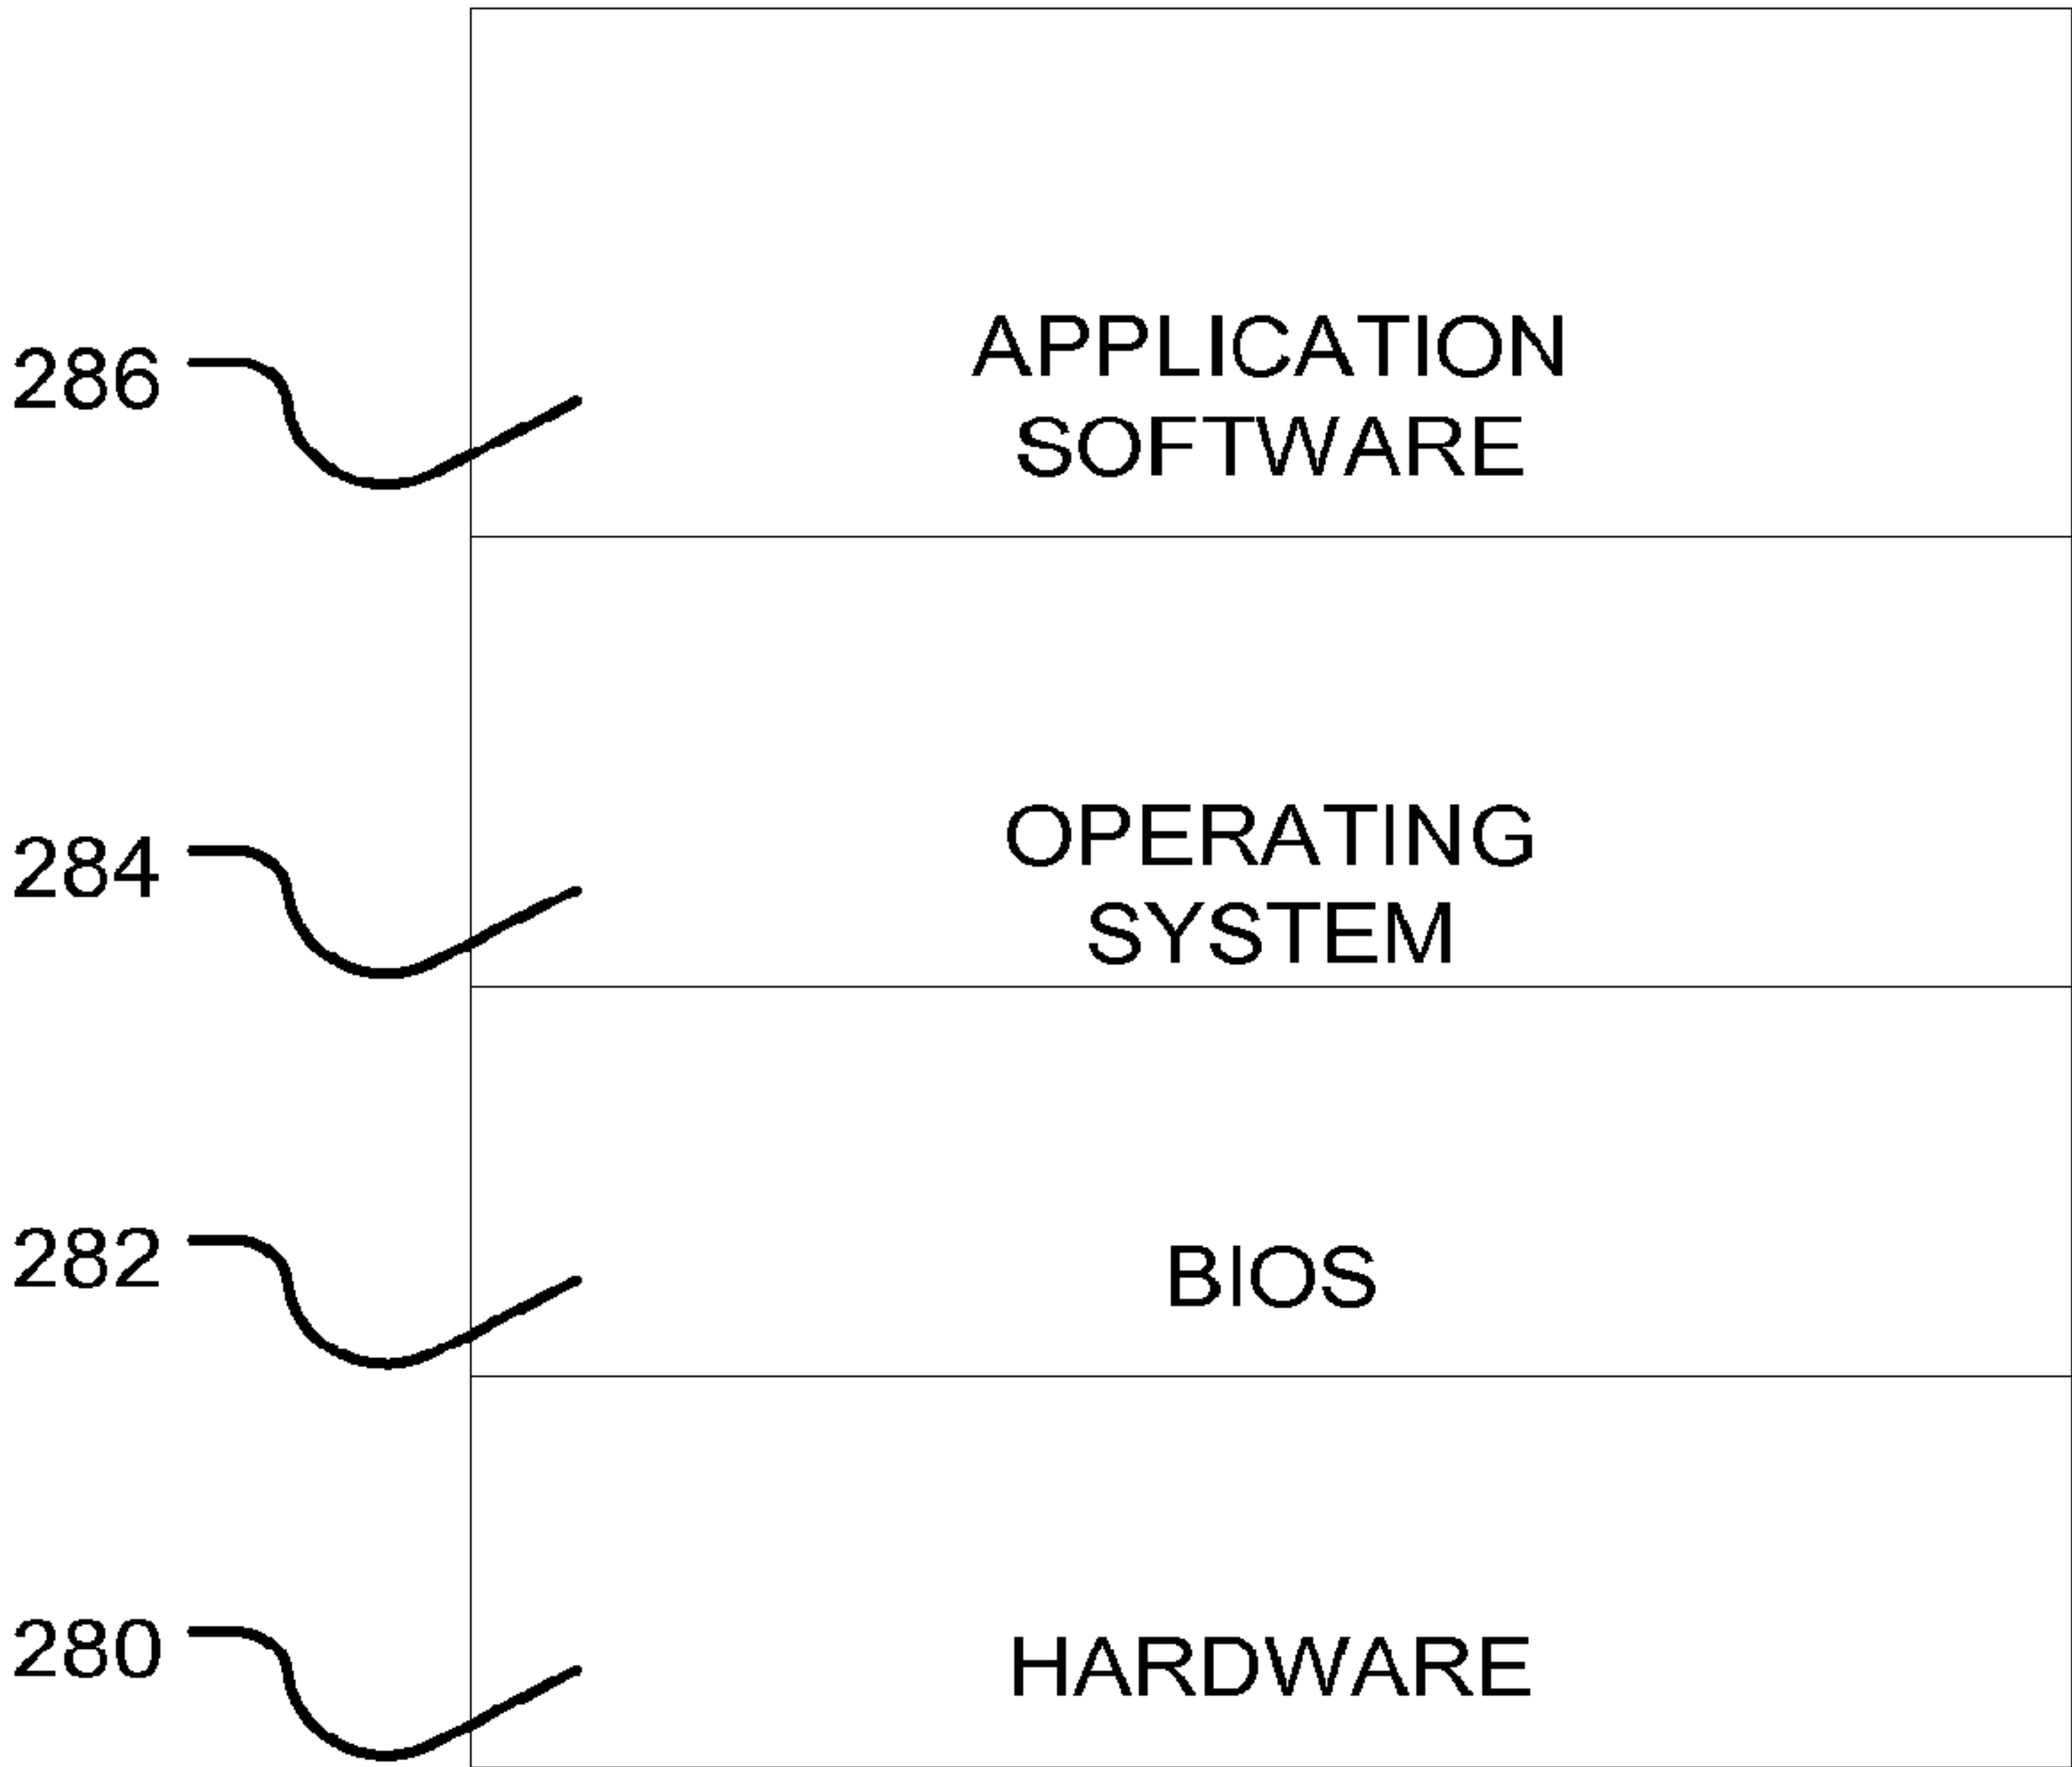 286
APPLICATION
SOFTWARE
284
OPERATING
SYSTEM
282
BIOS
280
HARDWARE